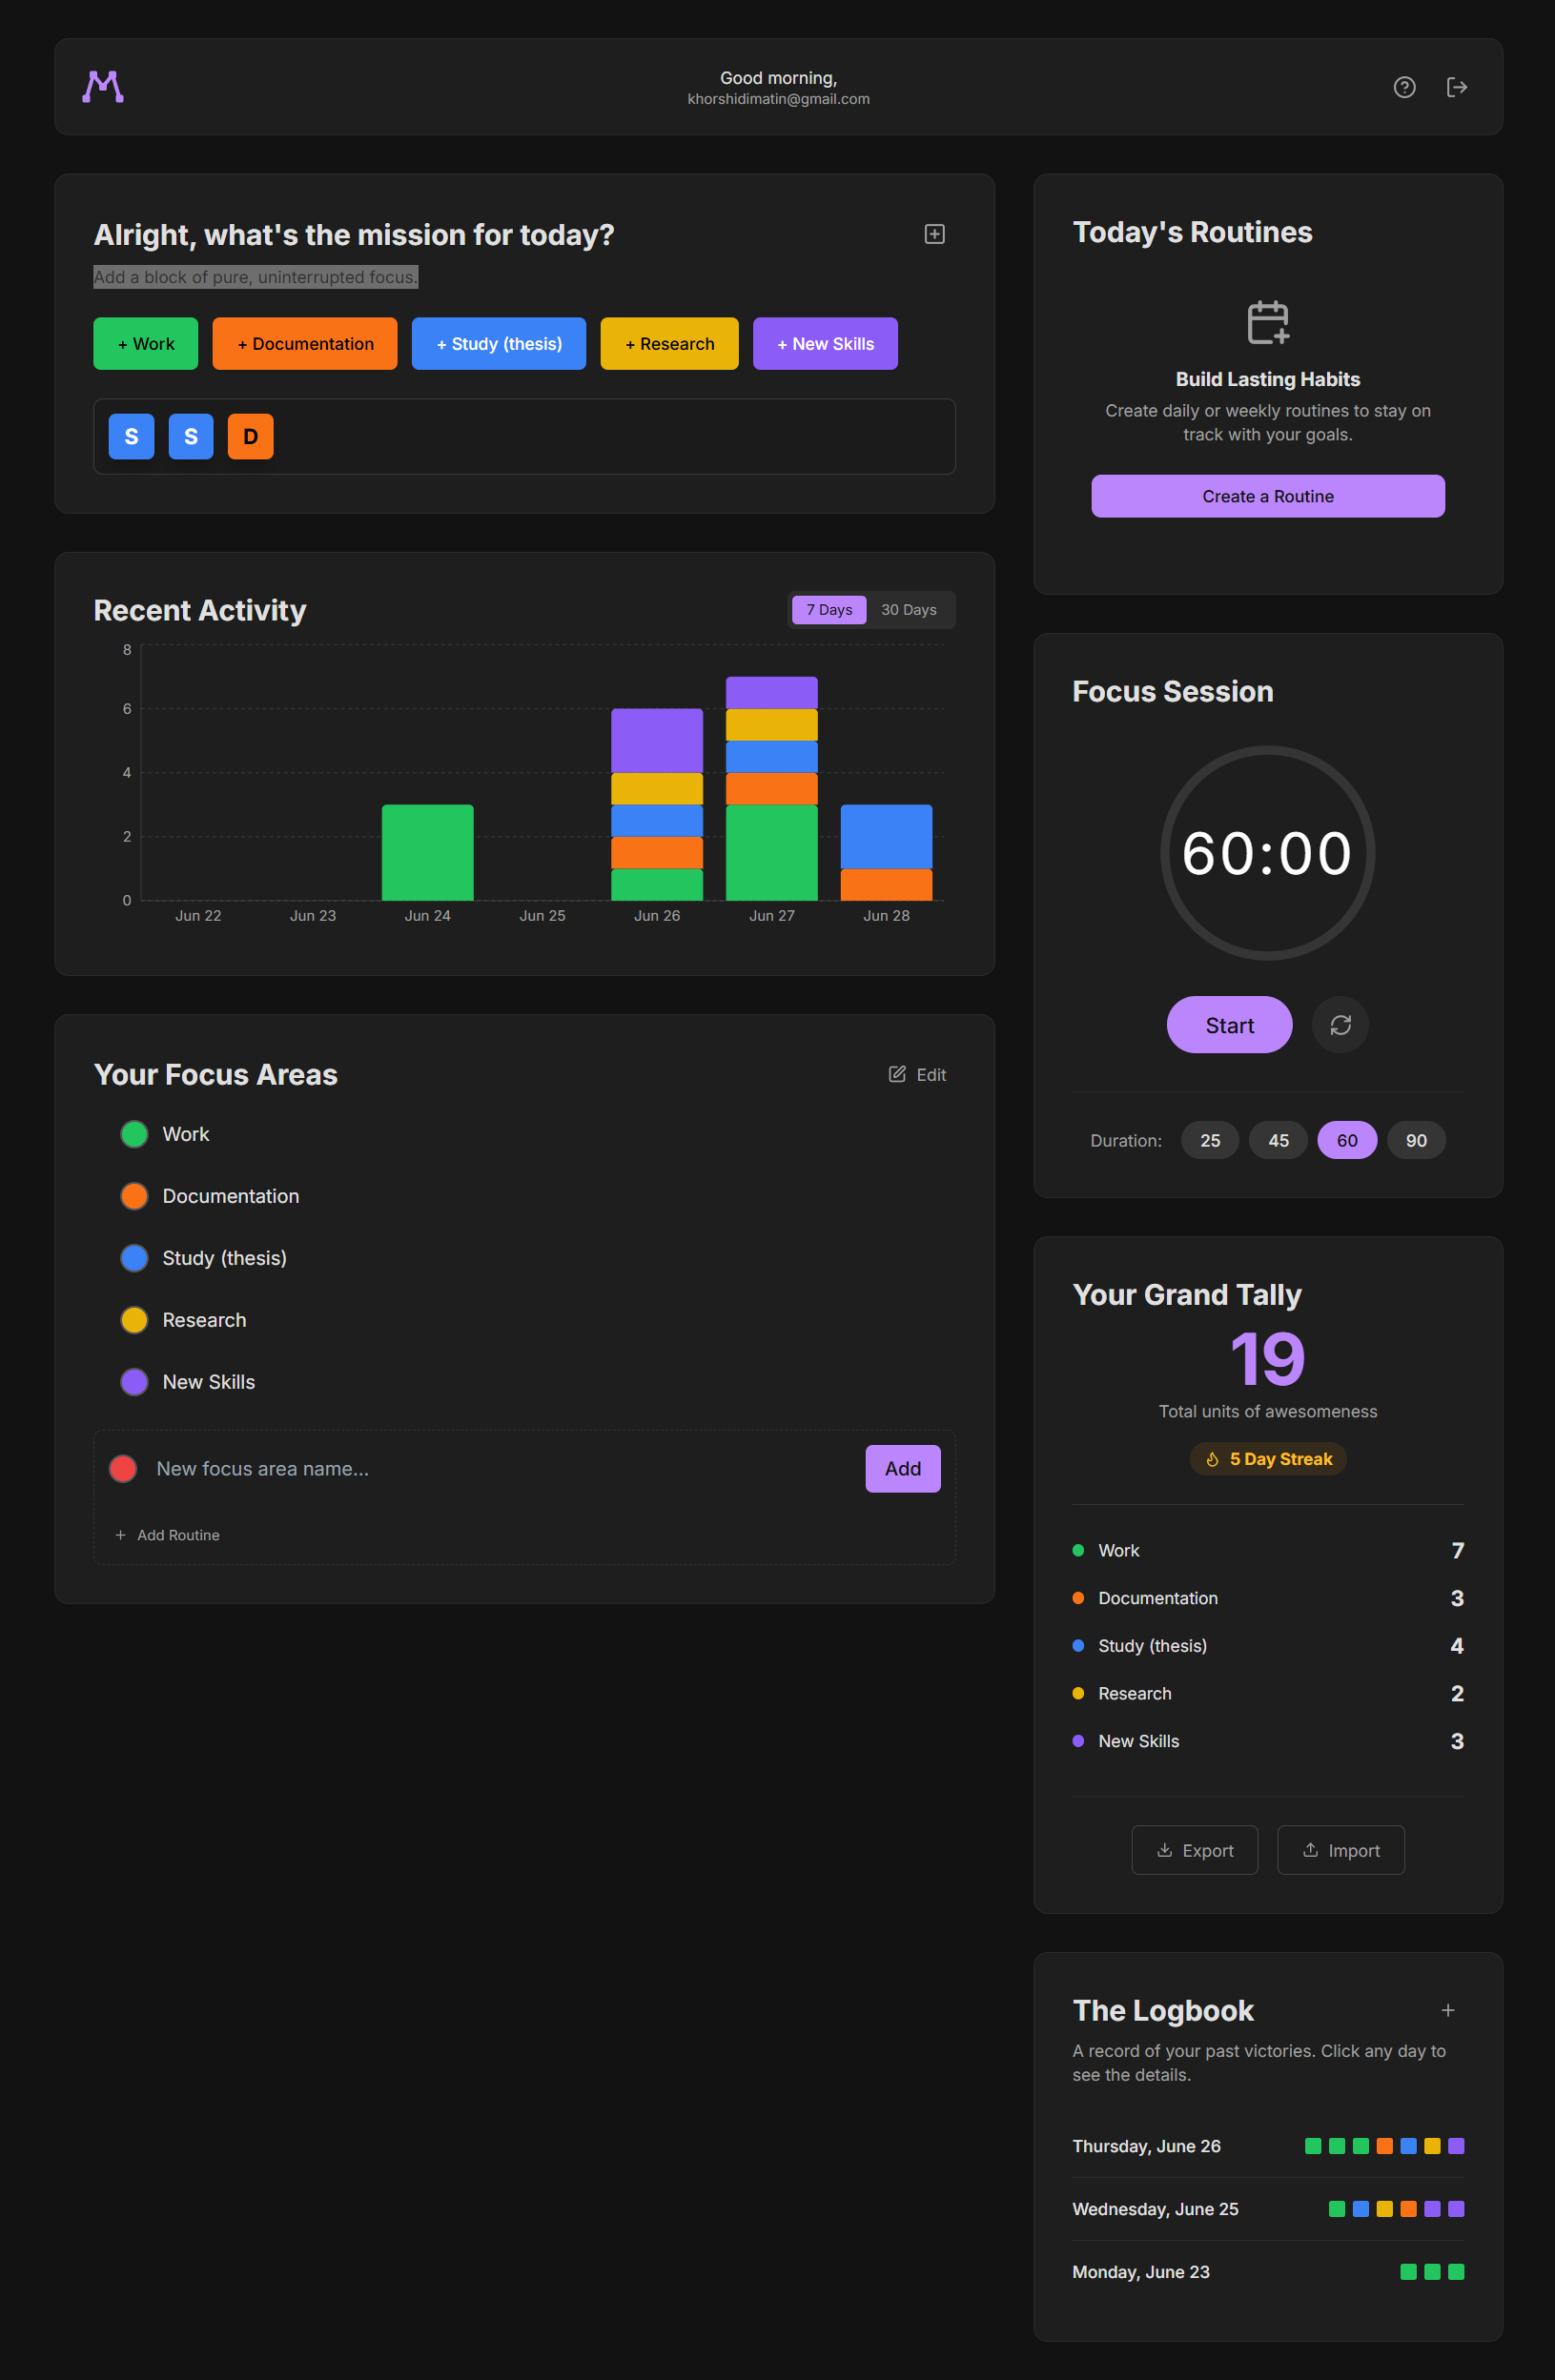 Good morning,
khorshidimatin@gmail.com
Alright, what's the mission for today?
Add a block of pure, uninterrupted focus.
+ Work
+ Documentation
+ Study (thesis)
+ Research
+ New Skills
S
S
D
Recent Activity
7 Days
30 Days
8
6
4
2
0
Jun 22
Jun 23
Jun 24
Jun 25
Jun 26
Jun 27
Jun 28
Your Focus Areas
Edit
Work
Documentation
Study (thesis)
Research
New Skills
New focus area name...
Add
+ Add Routine
Today's Routines
Build Lasting Habits
Create daily or weekly routines to stay on
track with your goals.
Create a Routine
Focus Session
60:00
Start
Duration:
25
45
60
90
Your Grand Tally
19
Total units of awesomeness
5 Day Streak
Work 7
Documentation 3
Study (thesis) 4
Research 2
New Skills 3
Export
Import
The Logbook
A record of your past victories. Click any day to
see the details.
Thursday, June 26
Wednesday, June 25
Monday, June 23